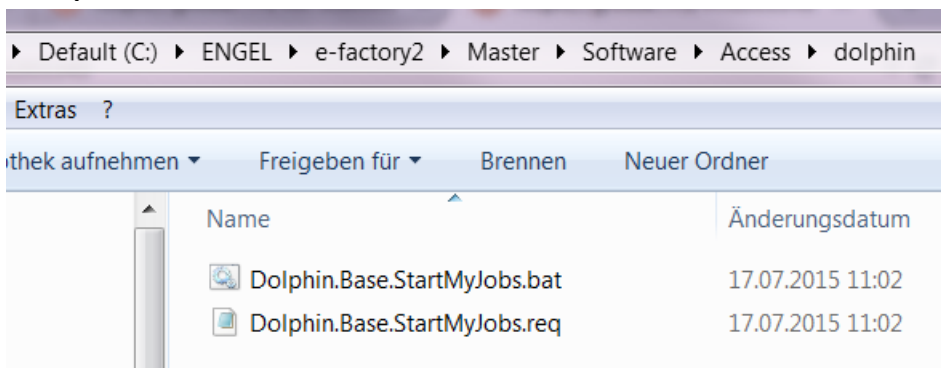 Default (C:) ▸ ENGEL ▸ e-factory2 ▸ Master ▸ Software ▸ Access ▸ dolphin
Extras ?
othek aufnehmen Freigeben für Brennen Neuer Ordner
Name Änderungsdatum
Dolphin.Base.StartMyJobs.bat 17.07.2015 11:02
Dolphin.Base.StartMyJobs.req 17.07.2015 11:02